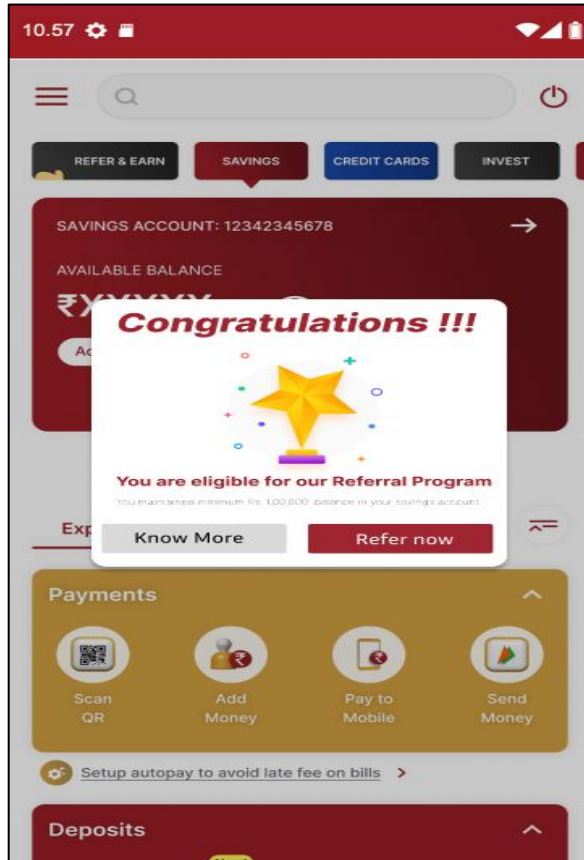 10.57
REFER & EARN
SAVINGS
CREDIT CARDS
INVEST
SAVINGS ACCOUNT: 12342345678
AVAILABLE BALANCE
Congratulations !!!
You are eligible for our Referral Program
You maintained minimum Rs. 1,00,000 balance in your savings account.
Know More
Refer now
Payments
Scan QR
Add Money
Pay to Mobile
Send Money
Setup autopay to avoid late fee on bills
Deposits